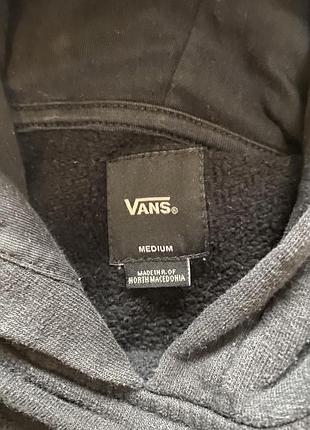 VANS®
MEDIUM
MADE IN R. OF
NORTH MACEDONIA